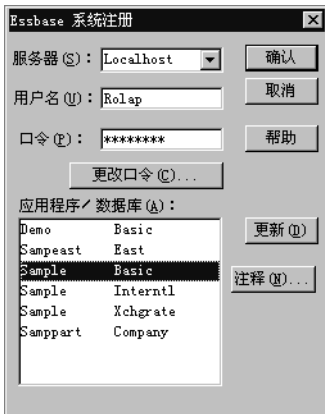 Essbase 系统注册
服务器(S)： Localhost 确认
用户名(U)： Rolap 取消
口令(P)： ******** 帮助
更改口令(C)...
应用程序／数据库(A)：
Demo Basic 更新(D)
Sampeast East
Sample Basic 注释(N)...
Sample Interntl
Sample Xchgrate
Samppart Company